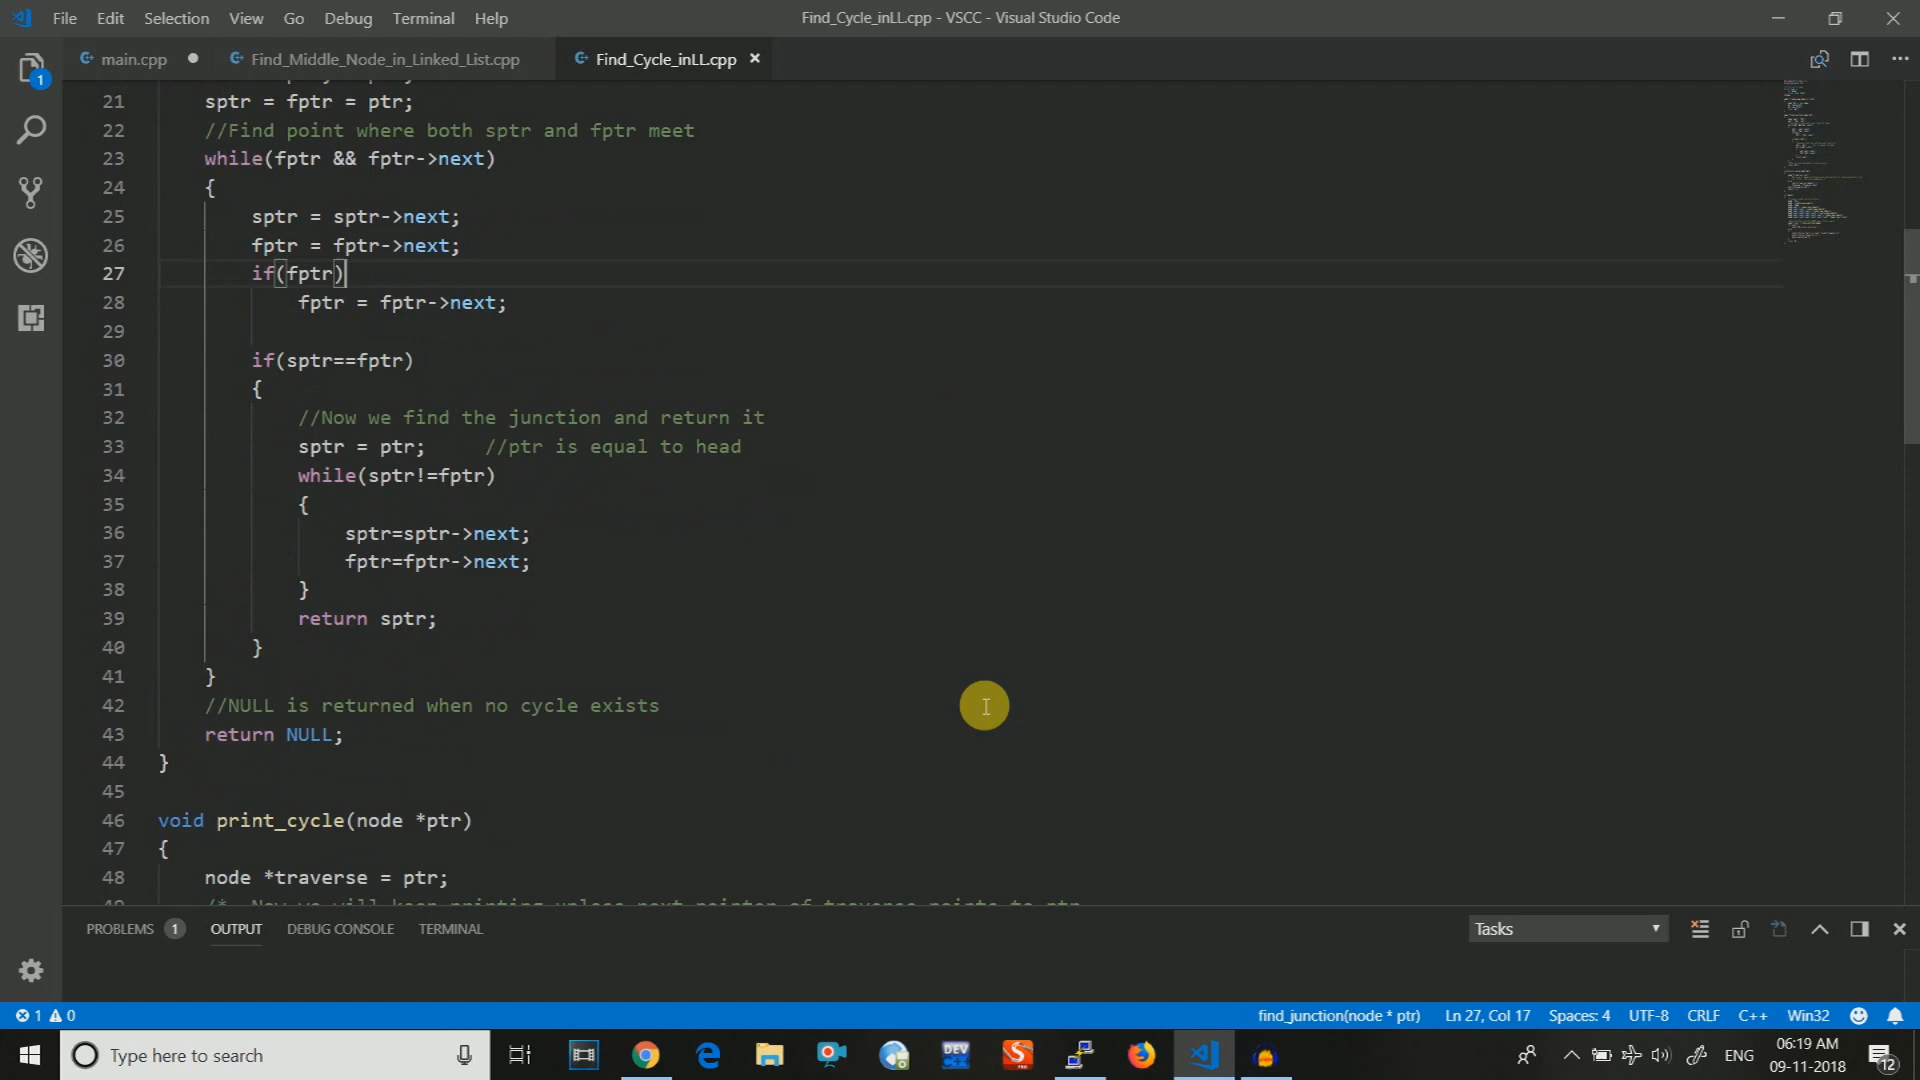 File Edit Selection View Go Debug Terminal Help
Find_Cycle_inLL.cpp - VSCC - Visual Studio Code
1
main.cpp
Find_Middle_Node_in_Linked_List.cpp
Find_Cycle_inLL.cpp
21 sptr = fptr = ptr;
22 //Find point where both sptr and fptr meet
23 while(fptr && fptr->next)
24 {
25 sptr = sptr->next;
26 fptr = fptr->next;
27 if(fptr)
28 fptr = fptr->next;
29
30 if(sptr==fptr)
31 {
32 //Now we find the junction and return it
33 sptr = ptr; //ptr is equal to head
34 while(sptr!=fptr)
35 {
36 sptr=sptr->next;
37 fptr=fptr->next;
38 }
39 return sptr;
40 }
41 }
42 //NULL is returned when no cycle exists
43 return NULL;
44 }
45
46 void print_cycle(node *ptr)
47 {
48 node *traverse = ptr;
PROBLEMS 1 OUTPUT DEBUG CONSOLE TERMINAL
Tasks
1 0
find_junction(node * ptr) Ln 27, Col 17 Spaces: 4 UTF-8 CRLF C++ Win32
Type here to search
DEV
ENG
06:19 AM
09-11-2018
12